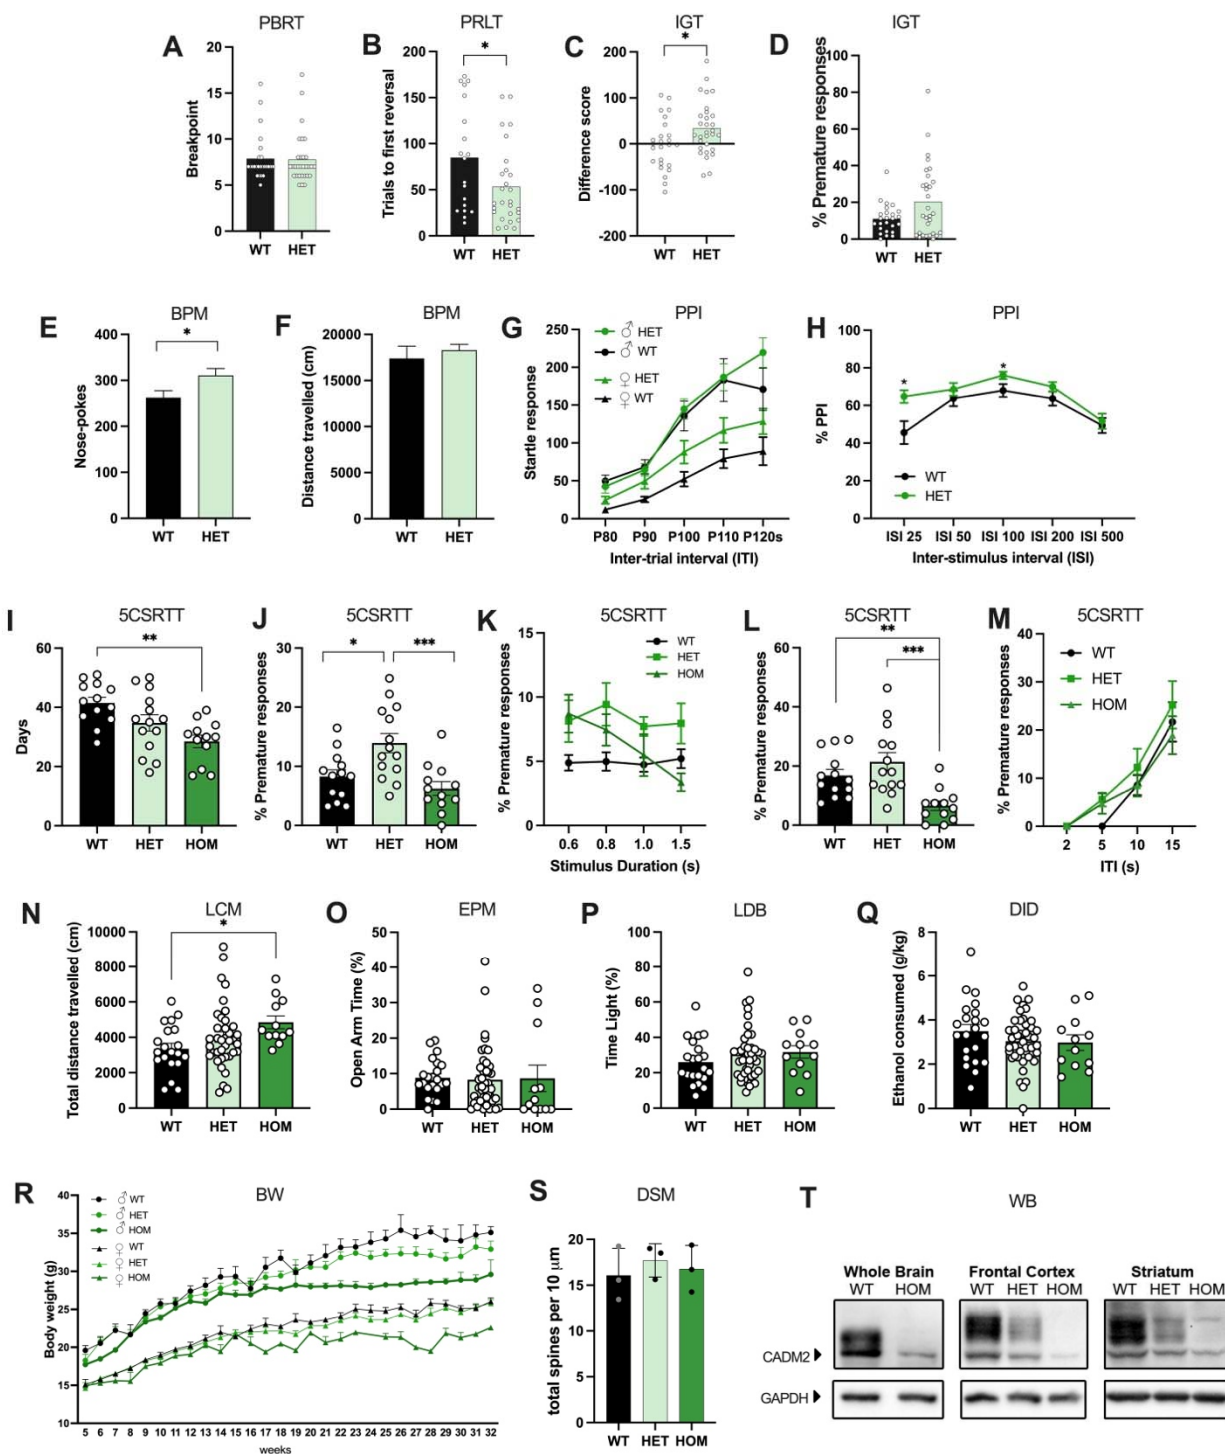 A PBRT
Breakpoint
20
15
10
5
0
WT HET
B PRLT
Trials to first reversal
200
150
100
50
0
*
WT HET
C IGT
Difference score
200
100
0
-100
-200
*
WT HET
D IGT
% Premature responses
100
80
60
40
20
0
WT HET
E BPM
Nose-pokes
400
300
200
100
0
*
WT HET
F BPM
Distance travelled (cm)
20000
15000
10000
5000
0
WT HET
G PPI
Startle response
250
200
150
100
50
0
♂ HET
♂ WT
♀ HET
♀ WT
P80 P90 P100 P110 P120s
Inter-trial interval (ITI)
H PPI
% PPI
100
80
60
40
20
0
* *
WT
HET
ISI 25 ISI 50 ISI 100 ISI 200 ISI 500
Inter-stimulus interval (ISI)
I 5CSRTT
Days
60
40
20
0
**
WT HET HOM
J 5CSRTT
% Premature responses
30
20
10
0
* ***
WT HET HOM
K 5CSRTT
% Premature responses
15
10
5
0
WT
HET
HOM
0.6 0.8 1.0 1.5
Stimulus Duration (s)
L 5CSRTT
% Premature responses
60
40
20
0
**
***
WT HET HOM
M 5CSRTT
% Premature responses
40
30
20
10
0
WT
HET
HOM
2 5 10 15
ITI (s)
N LCM
Total distance travelled (cm)
10000
8000
6000
4000
2000
0
*
WT HET HOM
O EPM
Open Arm Time (%)
50
40
30
20
10
0
WT HET HOM
P LDB
Time Light (%)
100
80
60
40
20
0
WT HET HOM
Q DID
Ethanol consumed (g/kg)
8
6
4
2
0
WT HET HOM
R BW
Body weight (g)
40
35
30
25
20
15
10
♂ WT
♂ HET
♂ HOM
♀ WT
♀ HET
♀ HOM
5 6 7 8 9 10 11 12 13 14 15 16 17 18 19 20 21 22 23 24 25 26 27 28 29 30 31 32
weeks
S DSM
total spines per 10 μm
20
15
10
5
0
WT HET HOM
T WB
Whole Brain Frontal Cortex Striatum
WT HOM WT HET HOM WT HET HOM
CADM2
GAPDH